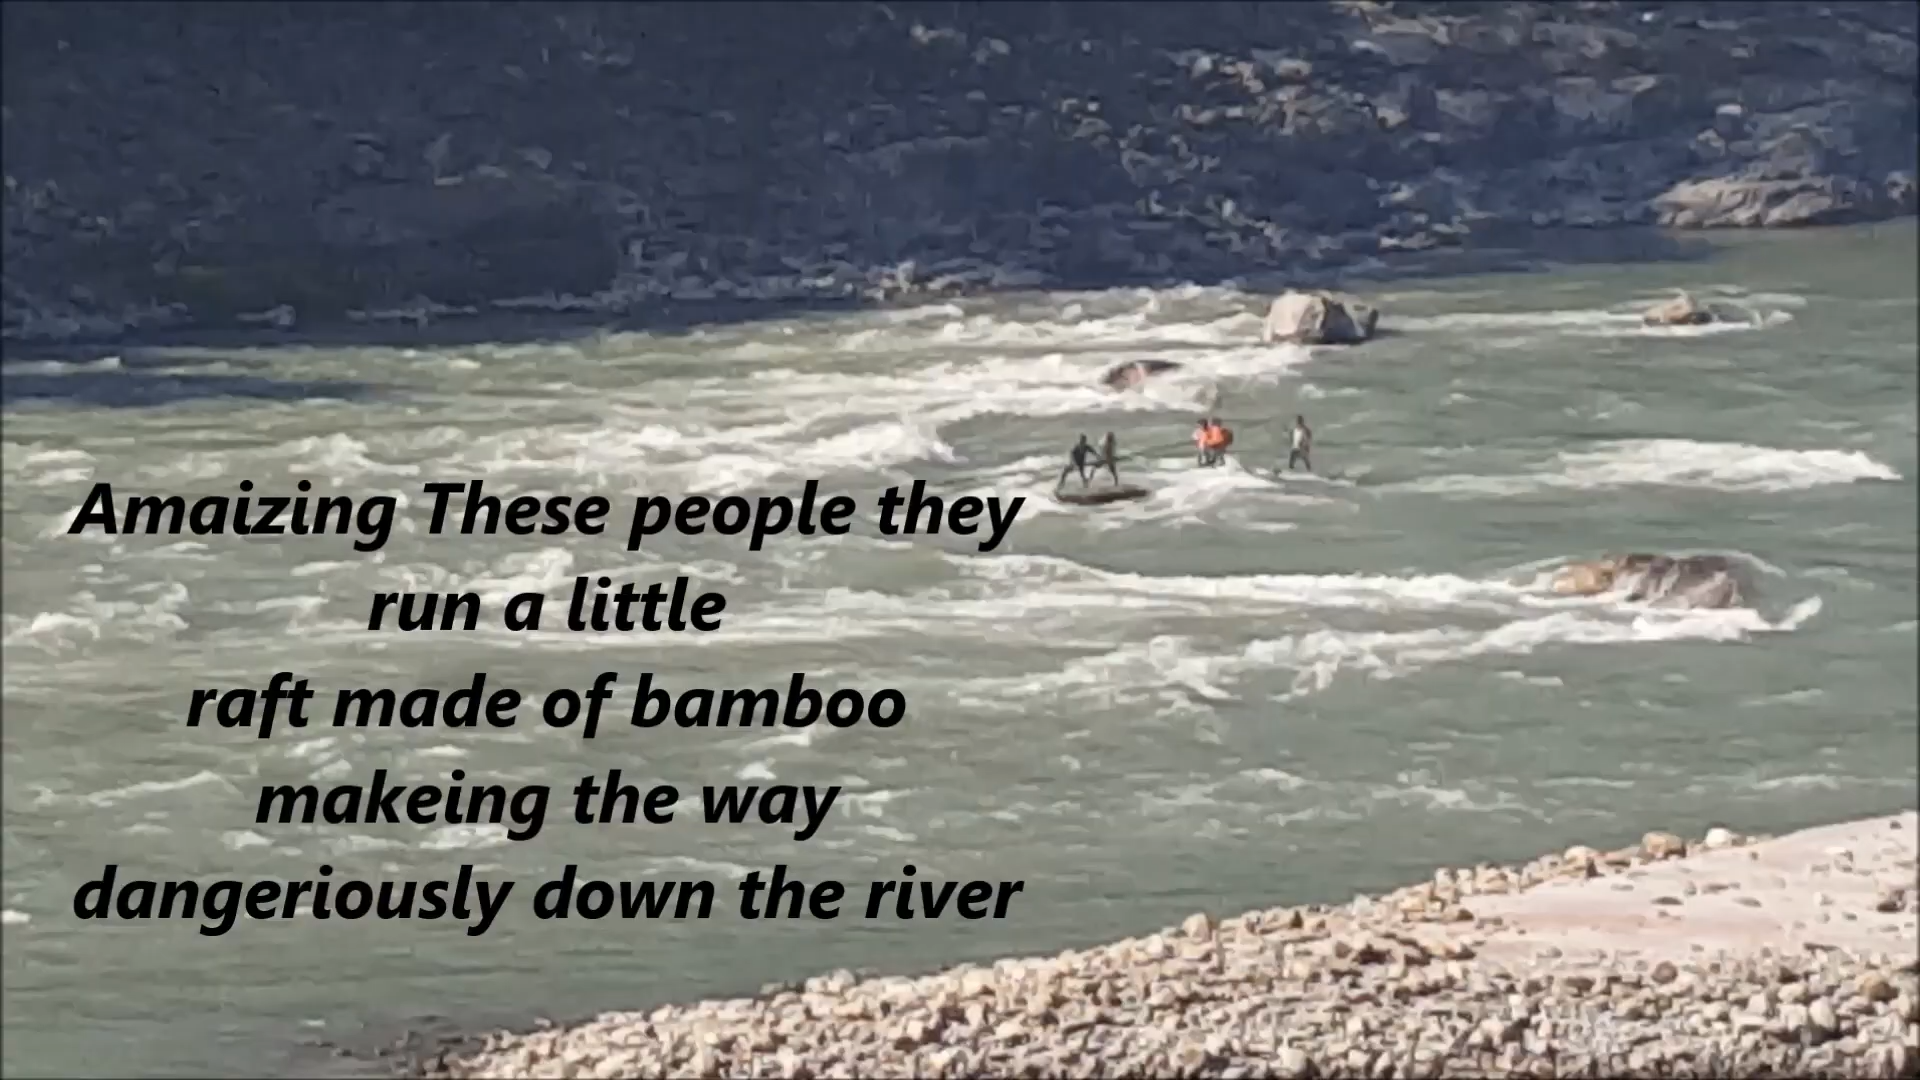 Amaizing These people they
run a little
raft made of bamboo
makeing the way
dangeriously down the river